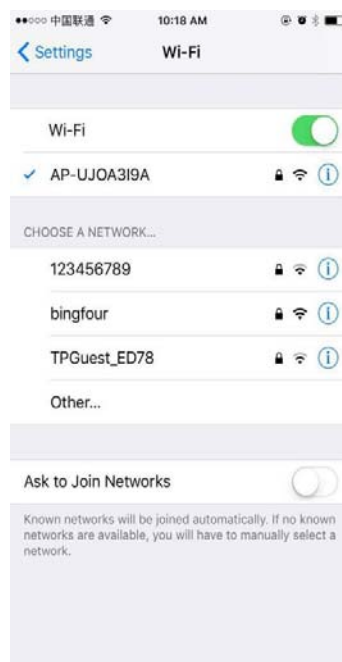 中国联通 10:18 AM
Settings Wi-Fi
Wi-Fi
AP-UJOA3I9A
CHOOSE A NETWORK...
123456789
bingfour
TPGuest_ED78
Other...
Ask to Join Networks
Known networks will be joined automatically. If no known
networks are available, you will have to manually select a
network.